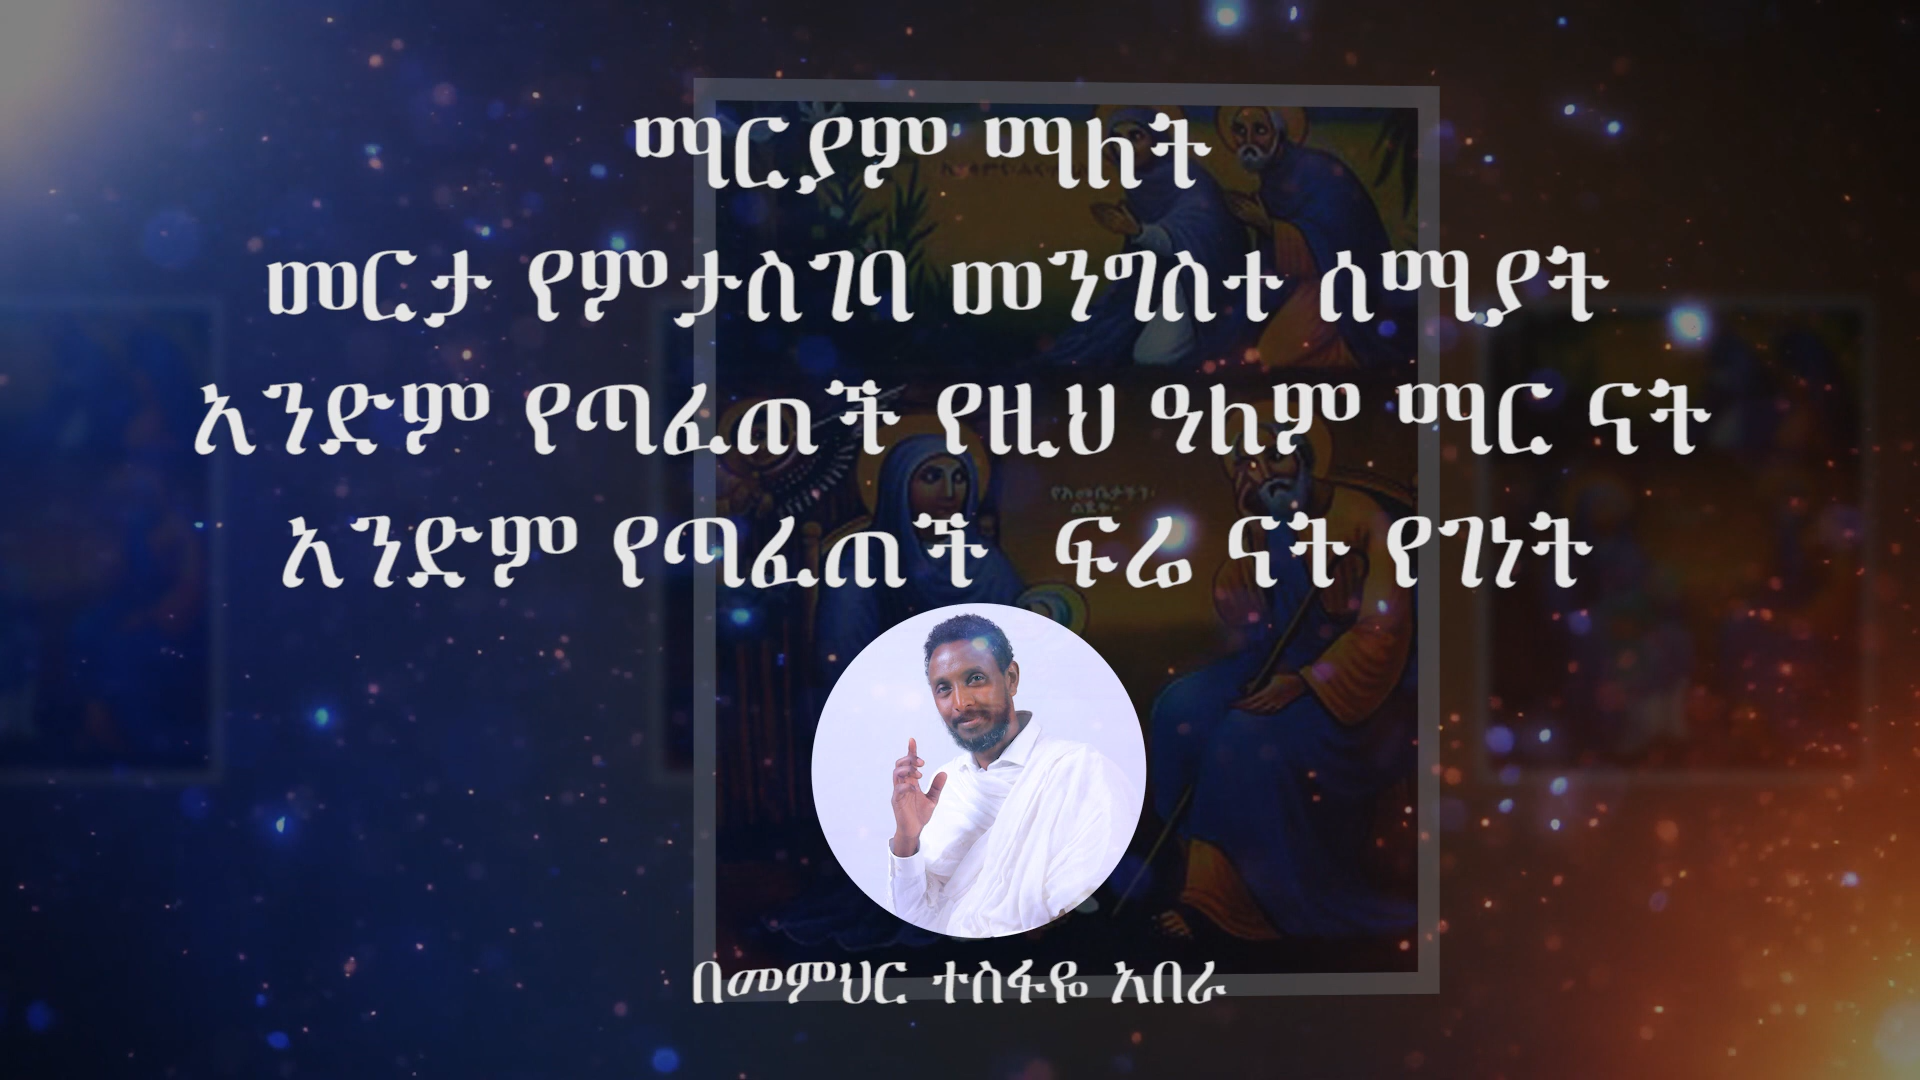 ማርያም ማለት
መርታ የምታስገባ መንግስተ ሰማያት
አንድም የጣፈጠች የዚህ ዓለም ማር ናት
አንድም የጣፈጠች ፍሬ ናት የገነት
በመምህር ተስፋዬ አበራ